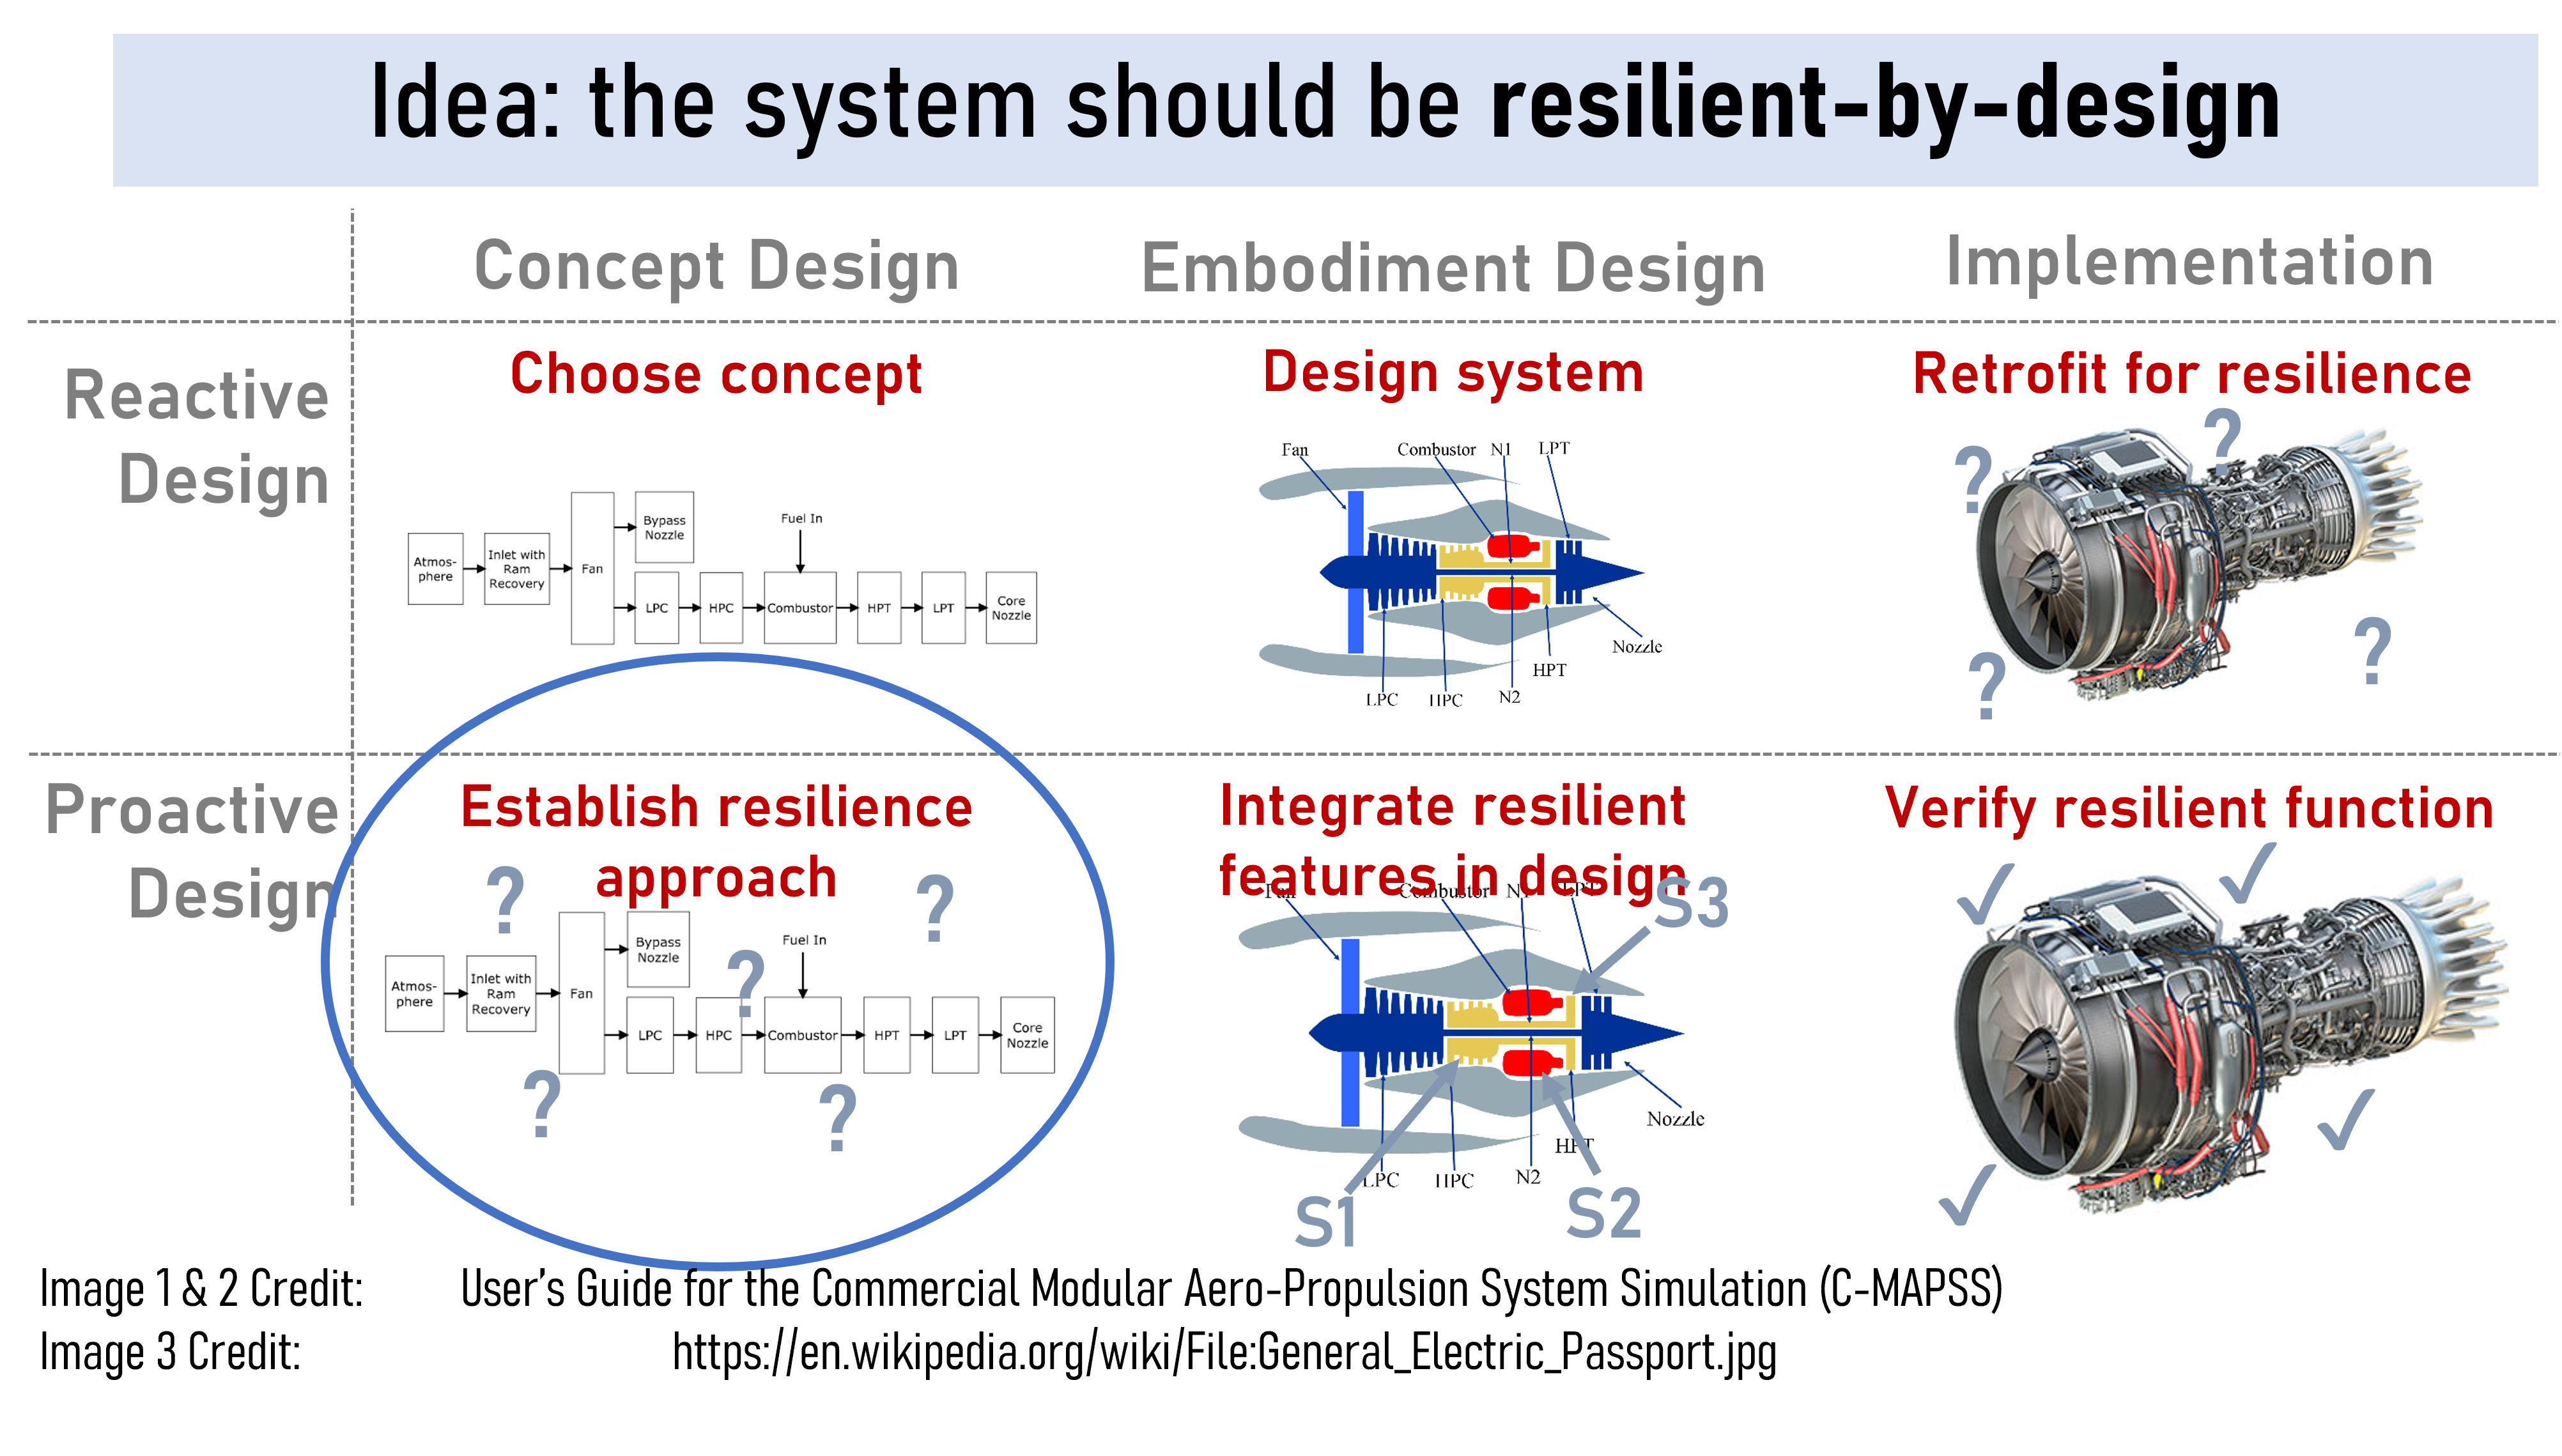 Idea: the system should be resilient-by-design
Concept Design
Embodiment Design
Implementation
Reactive
Design
Choose concept
Atmos-
phere
Inlet with
Ram
Recovery
Fan
Bypass
Nozzle
Fuel In
LPC
HPC
Combustor
HPT
LPT
Core
Nozzle
Design system
Fan
Combustor
N1
LPT
Nozzle
HPT
LPC
HPC
N2
Retrofit for resilience
?
?
?
?
Proactive
Design
Establish resilience
approach
?
?
?
?
?
Atmos-
phere
Inlet with
Ram
Recovery
Fan
Bypass
Nozzle
Fuel In
LPC
HPC
Combustor
HPT
LPT
Core
Nozzle
Integrate resilient
features in design
Fan
Combustor
N1
LPT
S3
Nozzle
HPT
LPC
HPC
N2
S1
S2
Verify resilient function
Image 1 & 2 Credit: User's Guide for the Commercial Modular Aero-Propulsion System Simulation (C-MAPSS)
Image 3 Credit: https://en.wikipedia.org/wiki/File:General_Electric_Passport.jpg